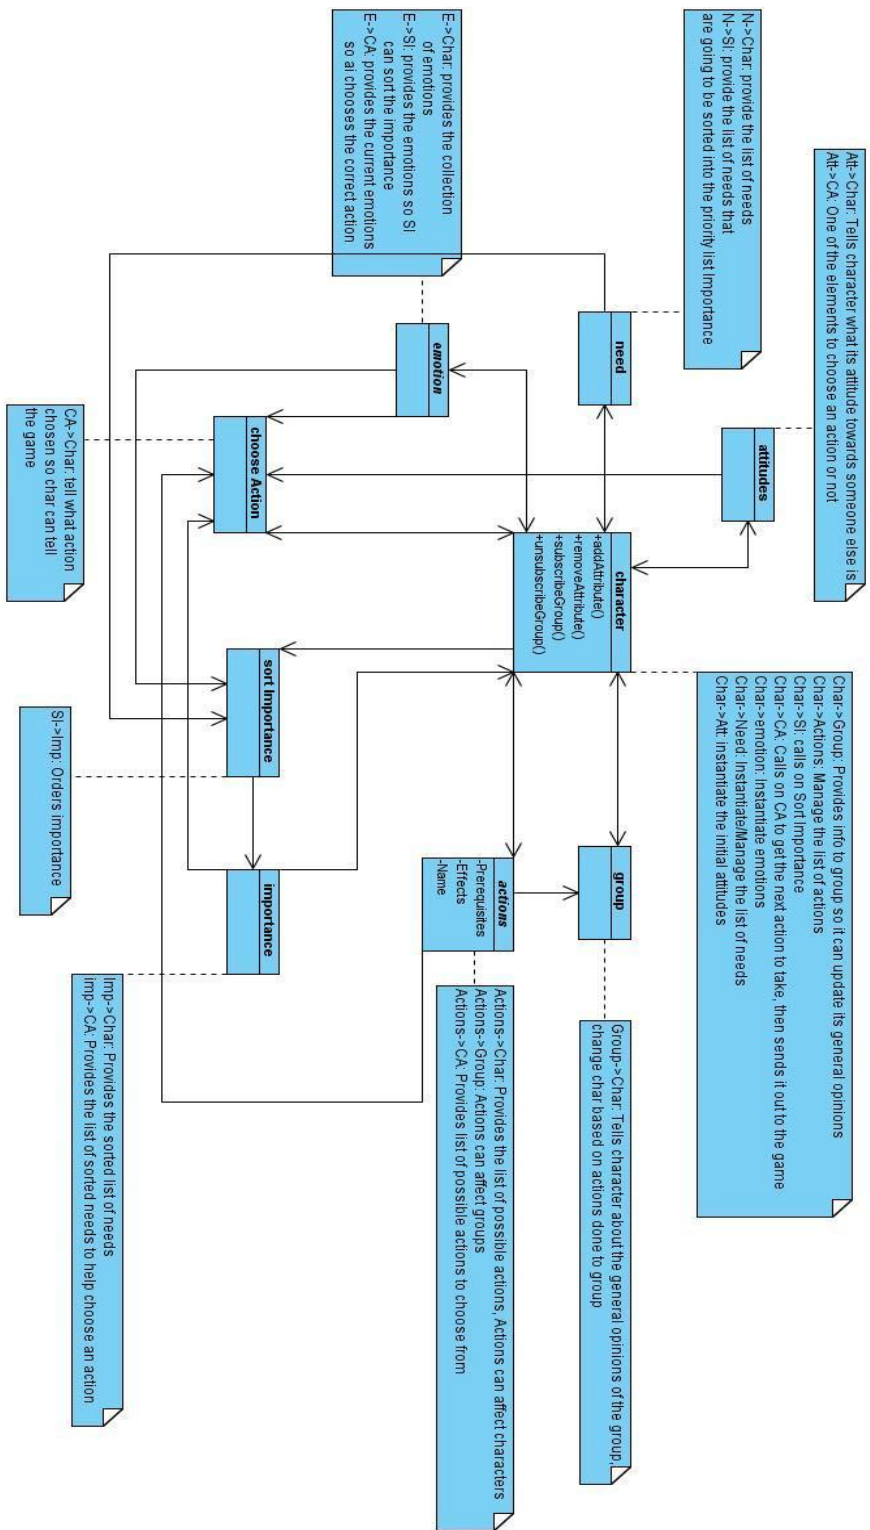 Att->Char: Tells character what its attitude towards someone else is
Att->CA: One of the elements to choose an action or not
N->Char: provide the list of needs
N->SI: provide the list of needs that
are going to be sorted into the priority list Importance
E->Char: provides the collection
of emotions
E->SI: provides the emotions so SI
can sort the importance
E->CA: provides the current emotions
so ai chooses the correct action
attitudes
need
emotion
choose Action
CA->Char: tell what action
chosen so char can tell
the game
character
+addAttribute()
+removeAttribute()
+subscribeGroup()
+unsubscribeGroup()
sort Importance
SI->Imp: Orders importance
Char->Group: Provides info to group so it can update its general opinions
Char->Actions: Manage the list of actions
Char->SI: calls on Sort Importance
Char->CA: Calls on CA to get the next action to take, then sends it out to the game
Char->emotion: Instantiate emotions
Char->Need: Instantiate/Manage the list of needs
Char->Att: instantiate the initial attitudes
group
actions
-Prerequisites
-Effects
-Name
importance
Group->Char: Tells character about the general opinions of the group,
change char based on actions done to group
Actions->Char: Provides the list of possible actions, Actions can affect characters
Actions->Group: Actions can affect groups
Actions->CA: Provides list of possible actions to choose from
Imp->Char: Provides the sorted list of needs
imp->CA: Provides the list of sorted needs to help choose an action